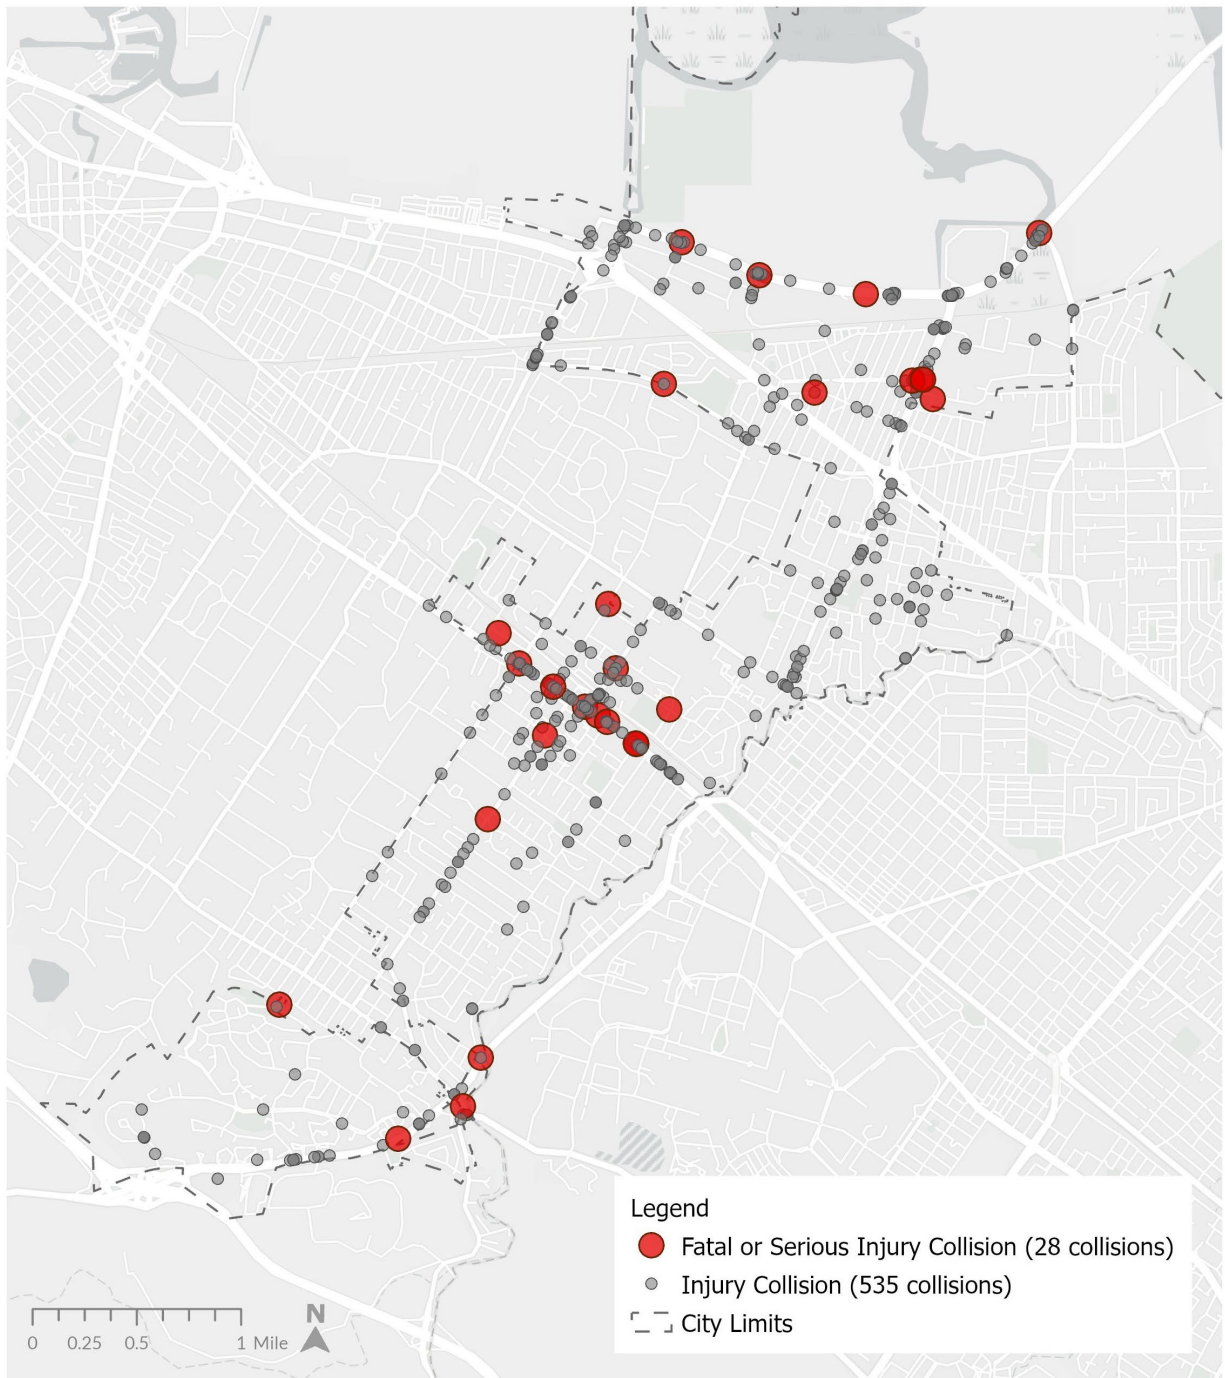 Legend
Fatal or Serious Injury Collision (28 collisions)
Injury Collision (535 collisions)
City Limits
N
0 0.25 0.5 1 Mile